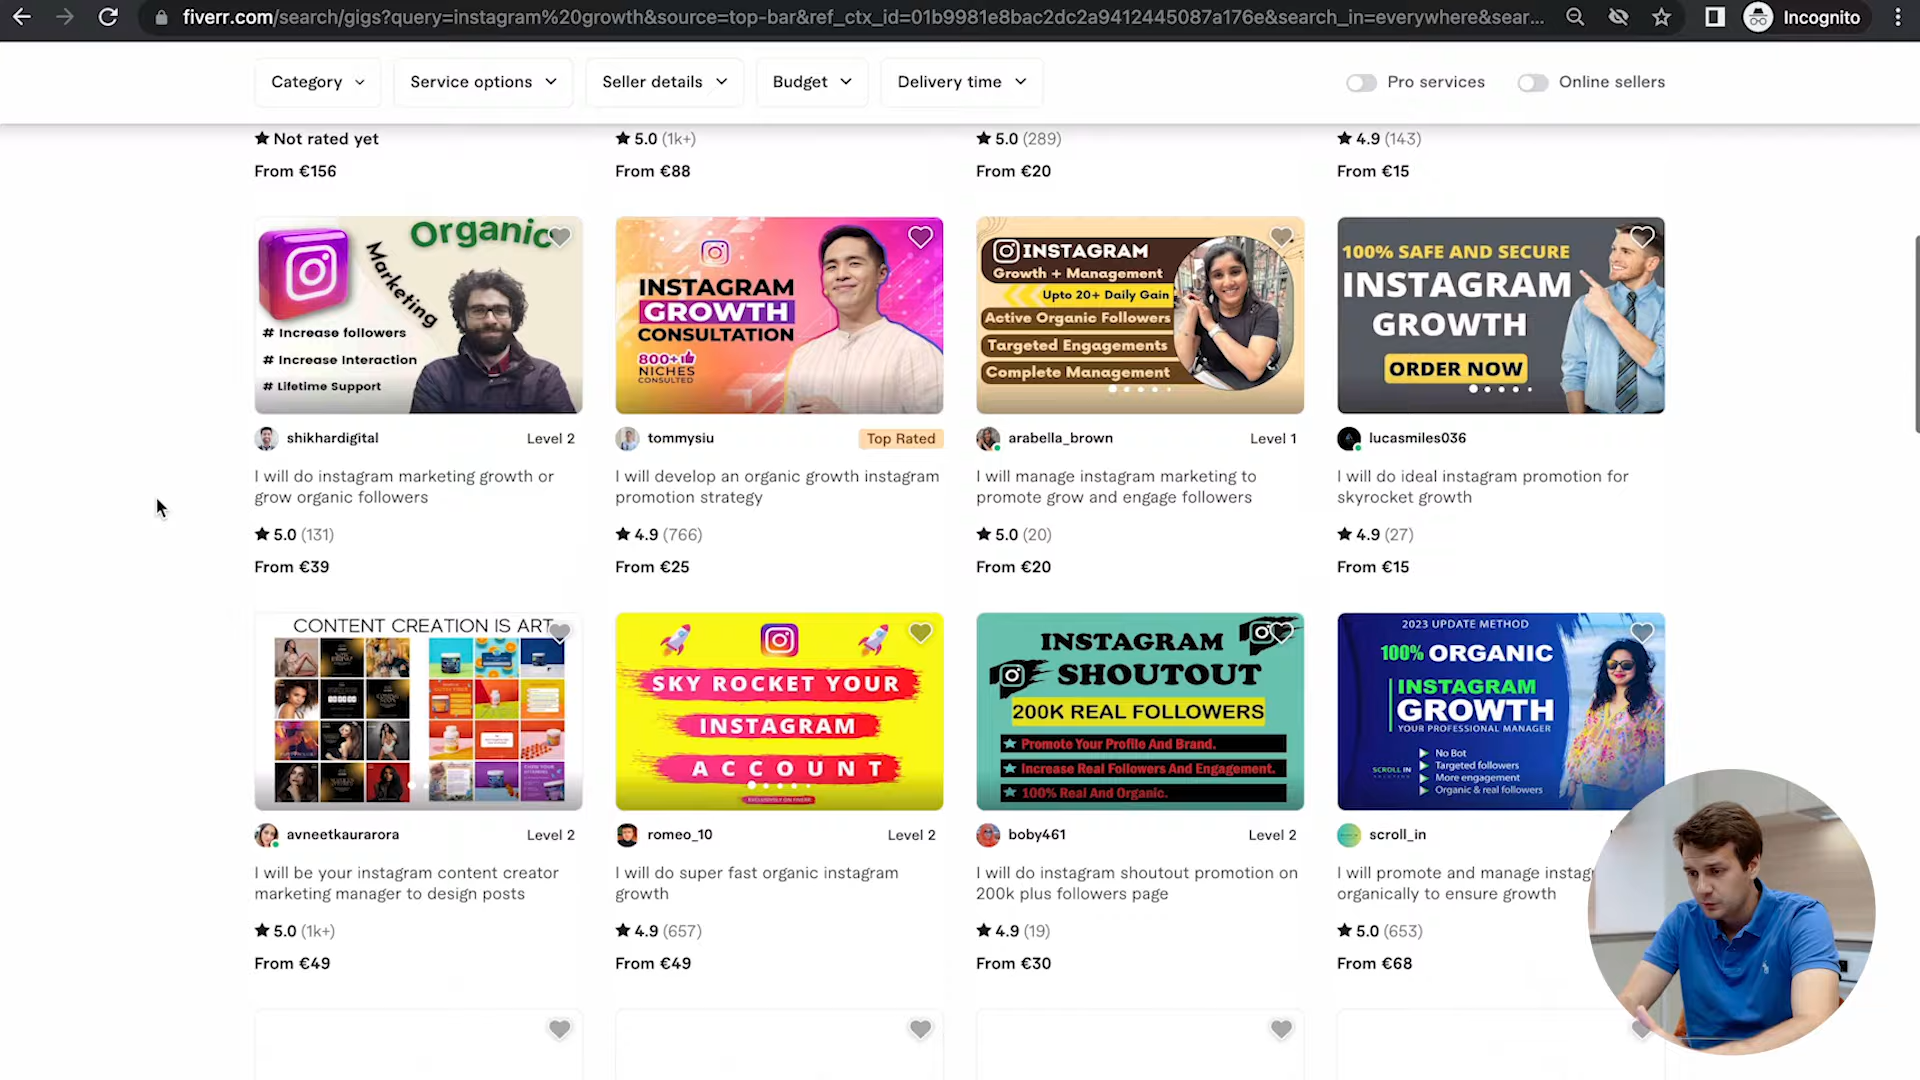 fiverr.com/search/gigs?query=instagram%20growth&source=top-bar&ref_ctx_id=01b9981e8bac2dc2a9412445087a176e&search_in=everywhere&sear...
Incognito
Category
Service options
Seller details
Budget
Delivery time
Pro services
Online sellers
Not rated yet
5.0 (1k+)
5.0 (289)
4.9 (143)
From €156
From €88
From €20
From €15
Organic
Marketing
# Increase followers
# Increase Interaction
# Lifetime Support
INSTAGRAM
GROWTH
CONSULTATION
800+
NICHES
CONSULTED
INSTAGRAM
Growth + Management
Upto 20+ Daily Gain
Active Organic Followers
Targeted Engagements
Complete Management
100% SAFE AND SECURE
INSTAGRAM
GROWTH
ORDER NOW
shikhardigital
Level 2
tommysiu
Top Rated
arabella_brown
Level 1
lucasmiles036
I will do instagram marketing growth or
grow organic followers
I will develop an organic growth instagram
promotion strategy
I will manage instagram marketing to
promote grow and engage followers
I will do ideal instagram promotion for
skyrocket growth
5.0 (131)
4.9 (766)
5.0 (20)
4.9 (27)
From €39
From €25
From €20
From €15
CONTENT CREATION IS ART
SKY ROCKET YOUR
INSTAGRAM
ACCOUNT
EXCLUSIVELY ON FIVERR
INSTAGRAM
SHOUTOUT
200K REAL FOLLOWERS
Promote Your Profile And Brand.
Increase Real Followers And Engagement.
100% Real And Organic.
2023 UPDATE METHOD
100% ORGANIC
INSTAGRAM
GROWTH
YOUR PROFESSIONAL MANAGER
No Bot
Targeted followers
More engagement
Organic & real followers
SCROLL IN
avneetkaurarora
Level 2
romeo_10
Level 2
boby461
Level 2
scroll_in
I will be your instagram content creator
marketing manager to design posts
I will do super fast organic instagram
growth
I will do instagram shoutout promotion on
200k plus followers page
I will promote and manage instag
organically to ensure growth
5.0 (1k+)
4.9 (657)
4.9 (19)
5.0 (653)
From €49
From €49
From €30
From €68